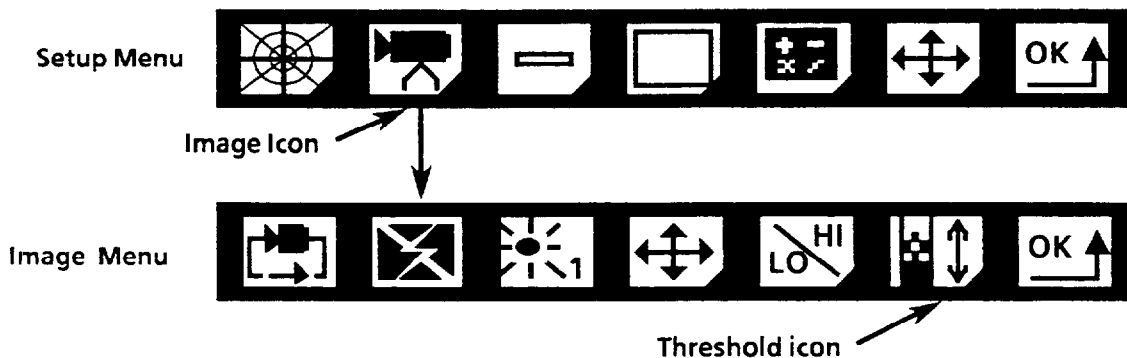 Setup Menu
OK
Image Icon
Image Menu
1
HI
LO
OK
Threshold icon